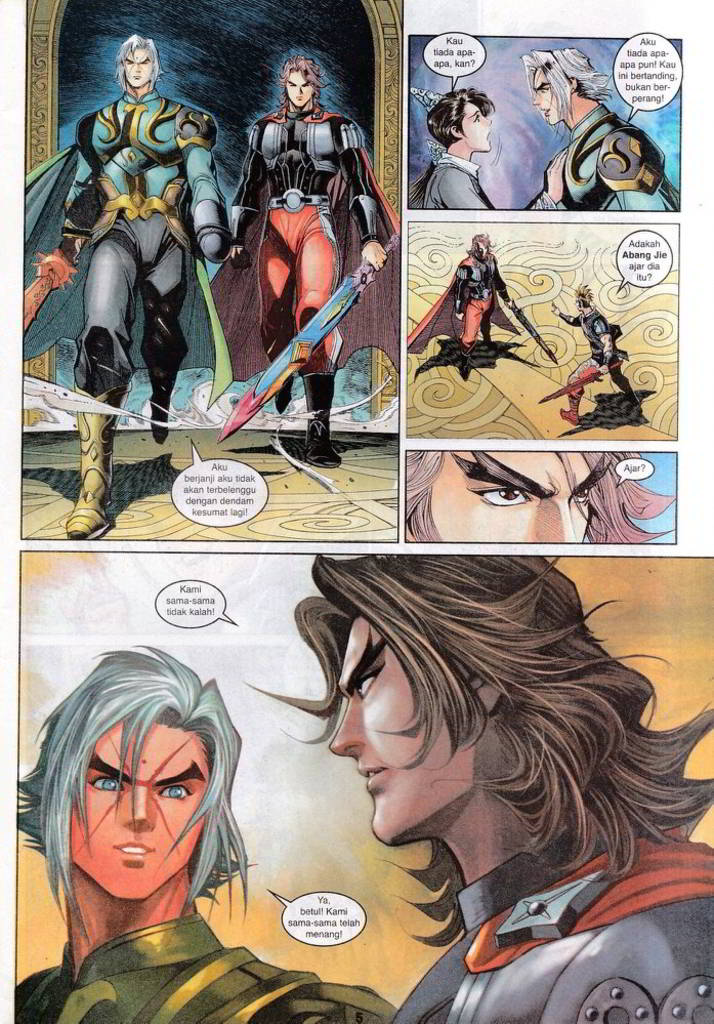 Aku
berjanji aku tidak
akan terbelenggu
dengan dendam
kesumat lagi!
Kau
tiada apa-
apa, kan?
Aku
tiada apa-
apa pun! Kau
ini bertanding,
bukan ber-
perang!
Adakah
Abang Jie
ajar dia
itu?
Ajar?
Kami
sama-sama
tidak kalah!
Ya,
betul! Kami
sama-sama telah
menang!
5